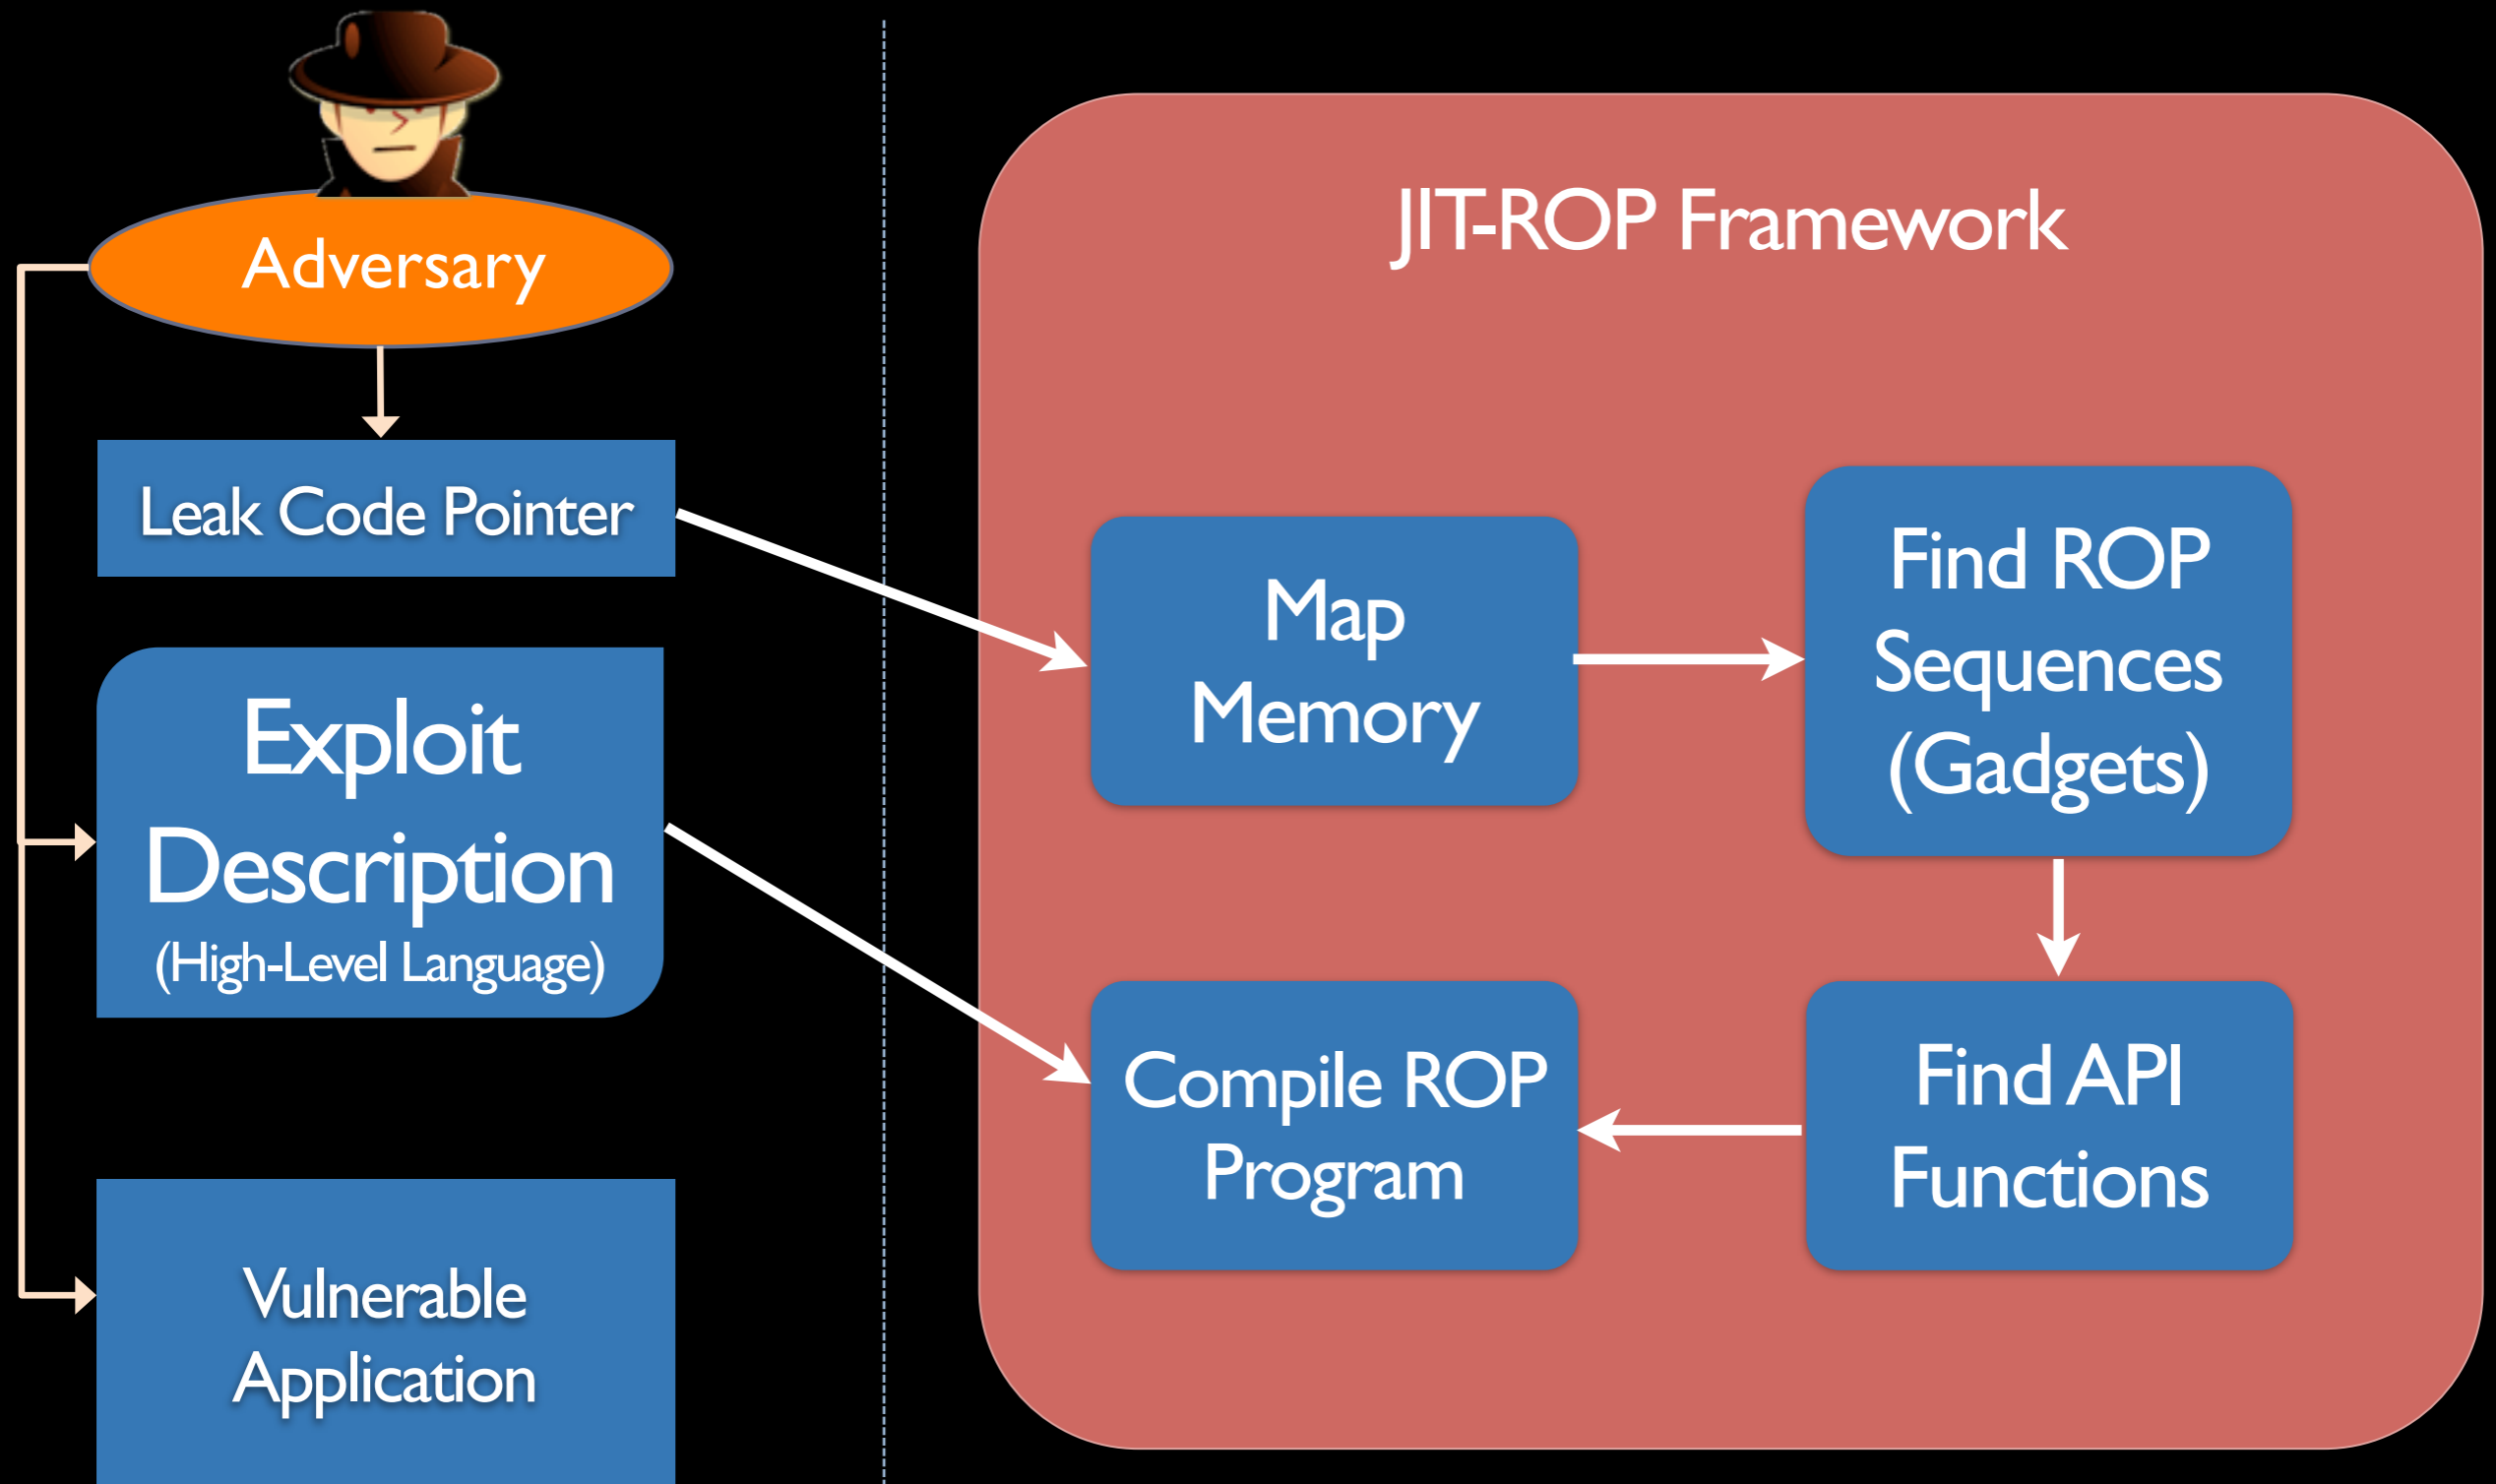 Adversary
Leak Code Pointer
Exploit
Description
(High-Level Language)
Vulnerable
Application
JIT-ROP Framework
Map
Memory
Find ROP
Sequences
(Gadgets)
Find API
Functions
Compile ROP
Program